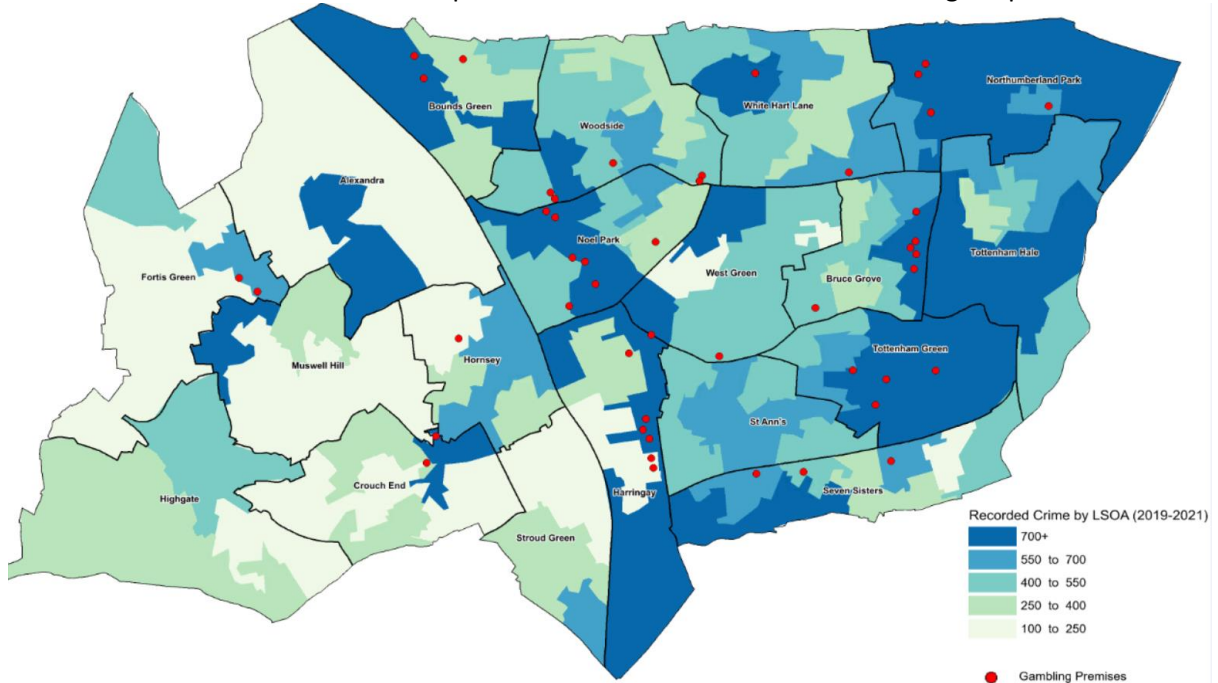 Northumberland Park
Bounds Green
White Hart Lane
Woodside
Alexandra
Noel Park
Tottenham Hale
West Green
Fortis Green
Bruce Grove
Tottenham Green
Hornsey
Muswell Hill
St Ann's
Crouch End
Seven Sisters
Harringay
Highgate
Stroud Green
Recorded Crime by LSOA (2019-2021)
700+
550 to 700
400 to 550
250 to 400
100 to 250
Gambling Premises